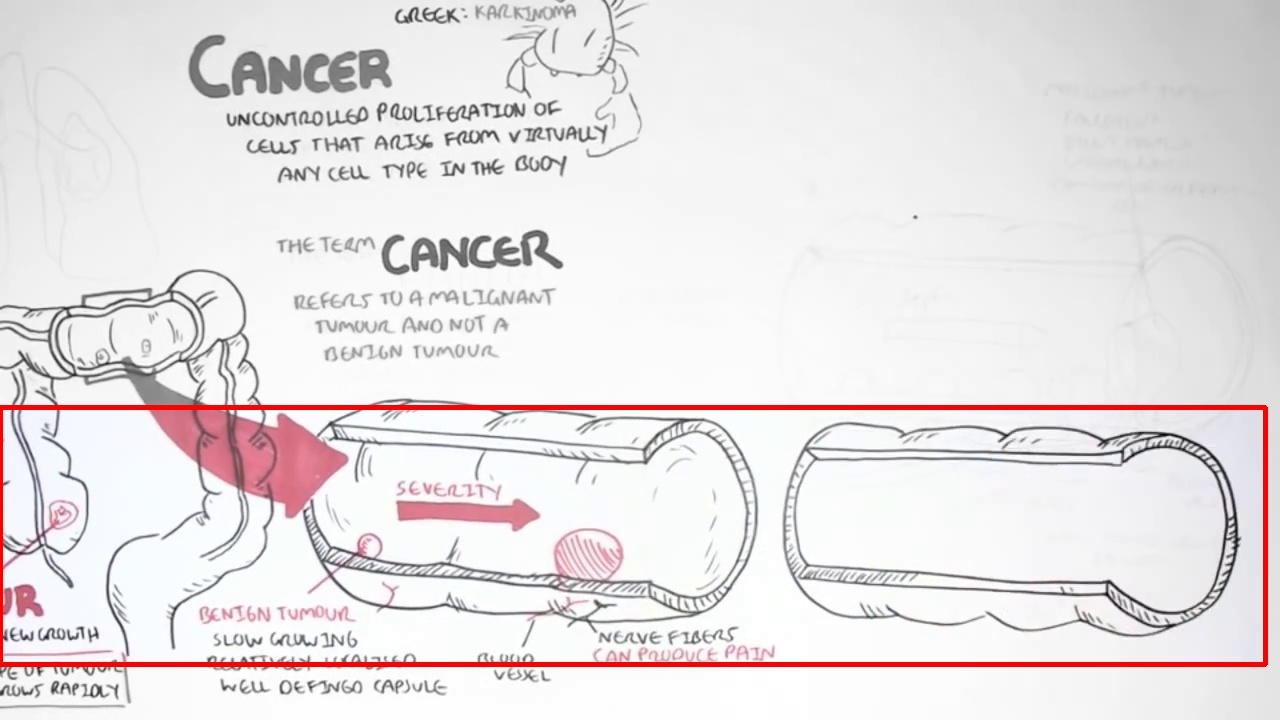 GREEK: KARKINOMA
CANCER
UNCONTROLLED PROLIFERATION OF
CELLS THAT ARISE FROM VIRTUALLY
ANY CELL TYPE IN THE BODY
THE TERM CANCER
REFERS TO A MALIGNANT
TUMOUR AND NOT A
BENIGN TUMOUR
SEVERITY
BENIGN TUMOUR
SLOW GROWING
RELATIVELY LOCALISED
WELL DEFINED CAPSULE
BLOOD
VESSEL
NERVE FIBERS
CAN PRODUCE PAIN
UR
NEW GROWTH
PE OF TUMOUR
ROWS RAPIDLY